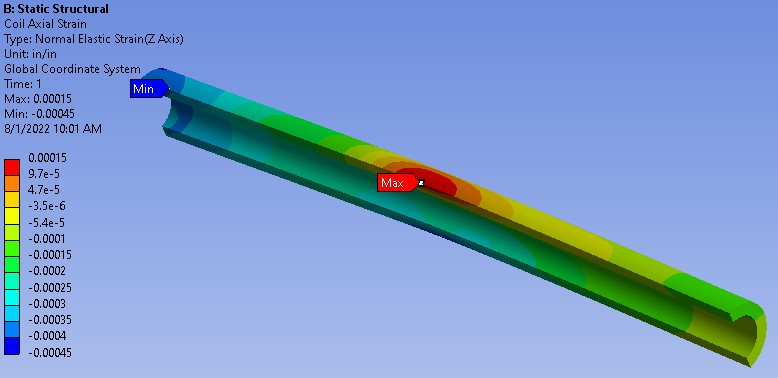 B: Static Structural
Coil Axial Strain
Type: Normal Elastic Strain(Z Axis)
Unit: in/in
Global Coordinate System
Time: 1
Max: 0.00015
Min: -0.00045
8/1/2022 10:01 AM
0.00015
9.7e-5
4.7e-5
-3.5e-6
-5.4e-5
-0.0001
-0.00015
-0.0002
-0.00025
-0.0003
-0.00035
-0.0004
-0.00045
Min
Max